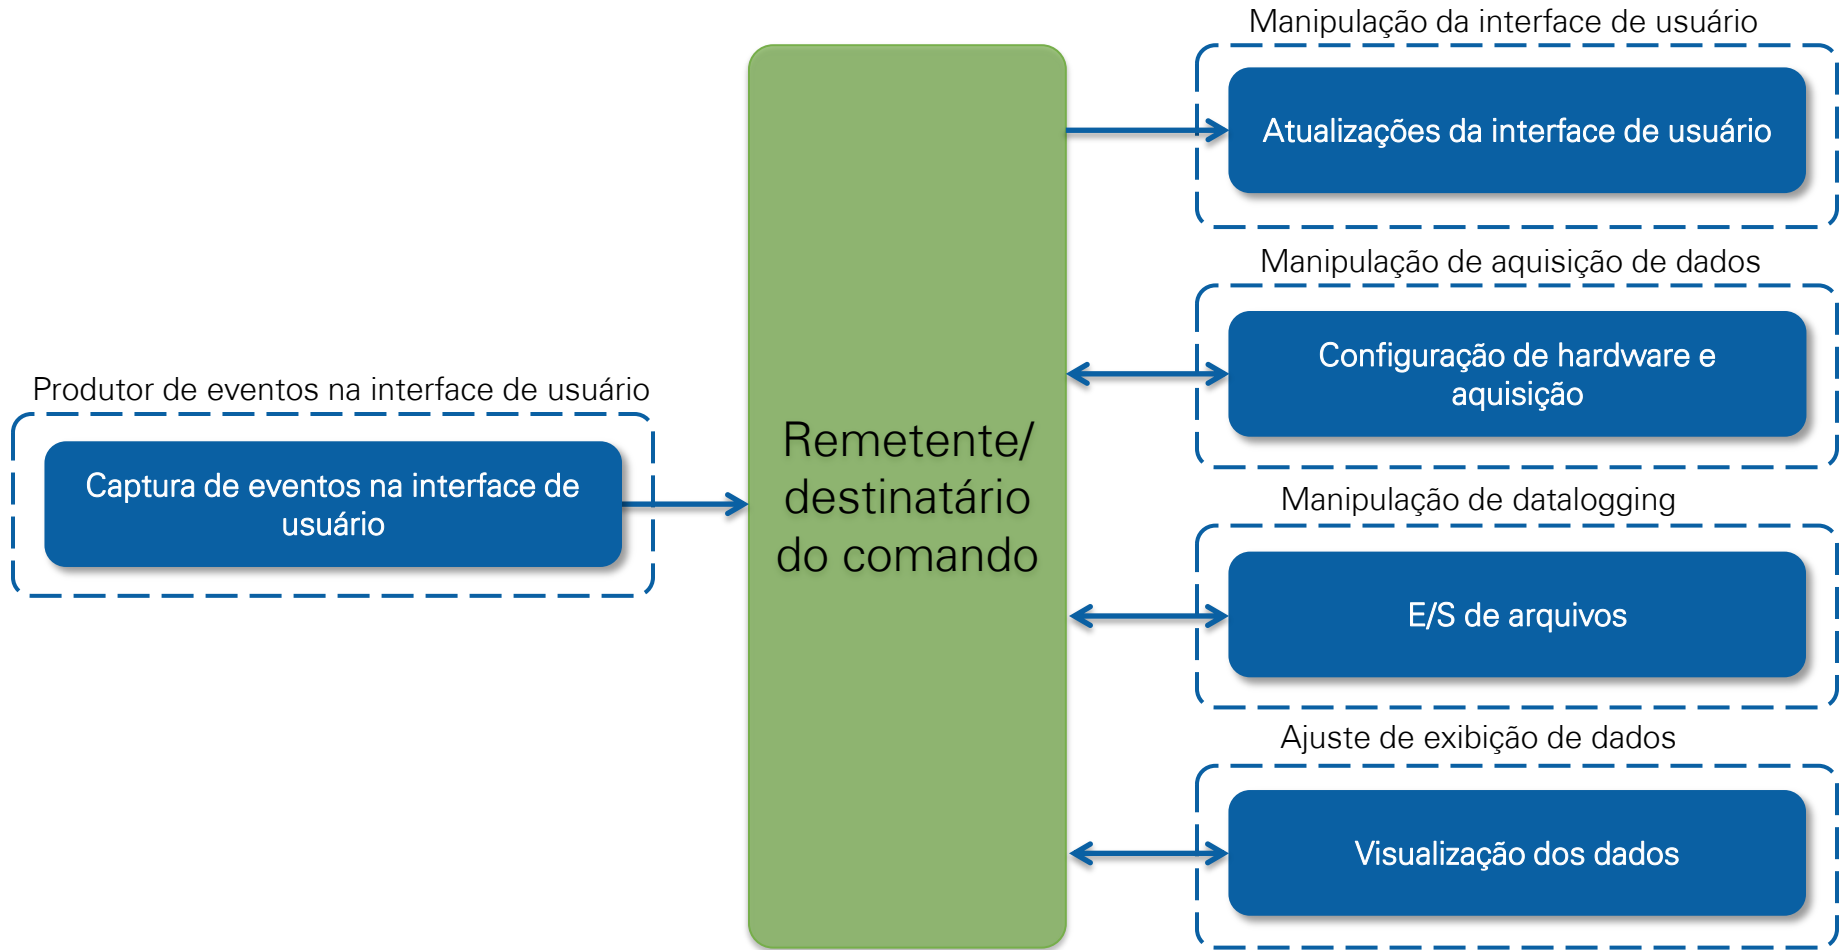 Produtor de eventos na interface de usuário
Captura de eventos na interface de
usuário
Remetente/
destinatário
do comando
Manipulação da interface de usuário
Atualizações da interface de usuário
Manipulação de aquisição de dados
Configuração de hardware e
aquisição
Manipulação de datalogging
E/S de arquivos
Ajuste de exibição de dados
Visualização dos dados